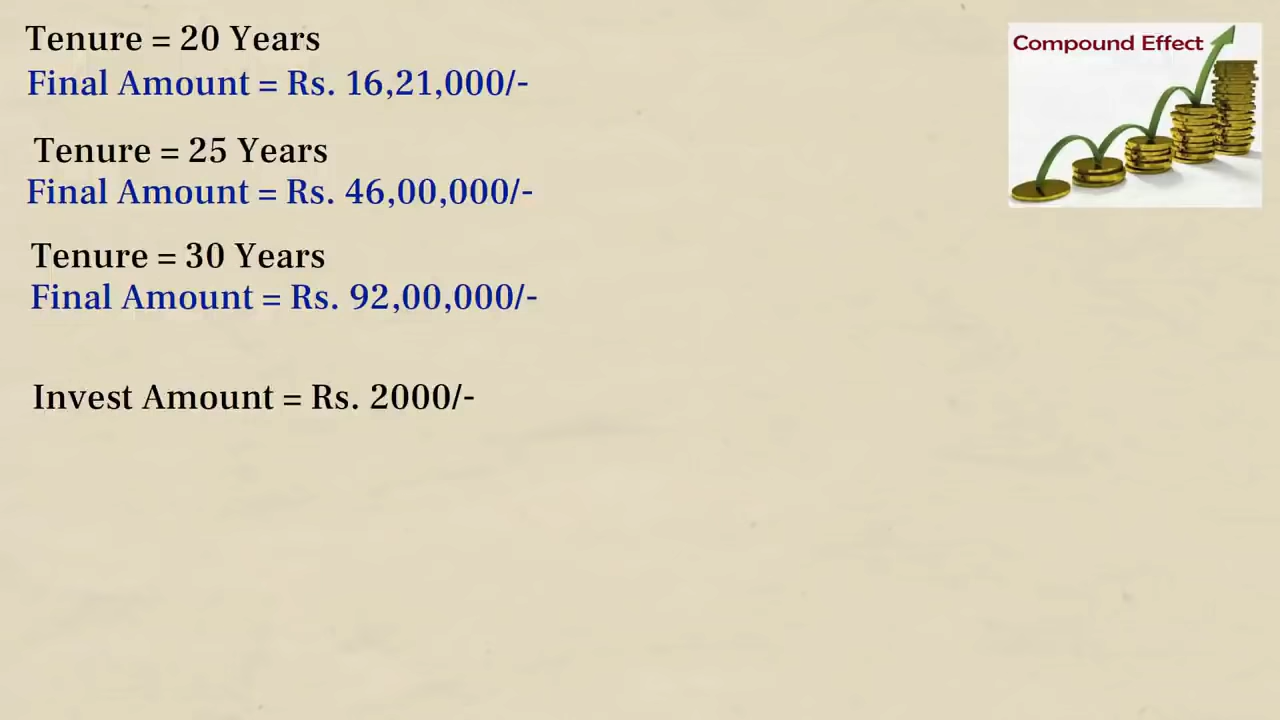 Tenure = 20 Years
Final Amount = Rs. 16,21,000/-
Tenure = 25 Years
Final Amount = Rs. 46,00,000/-
Tenure = 30 Years
Final Amount = Rs. 92,00,000/-
Invest Amount = Rs. 2000/-
Compound Effect